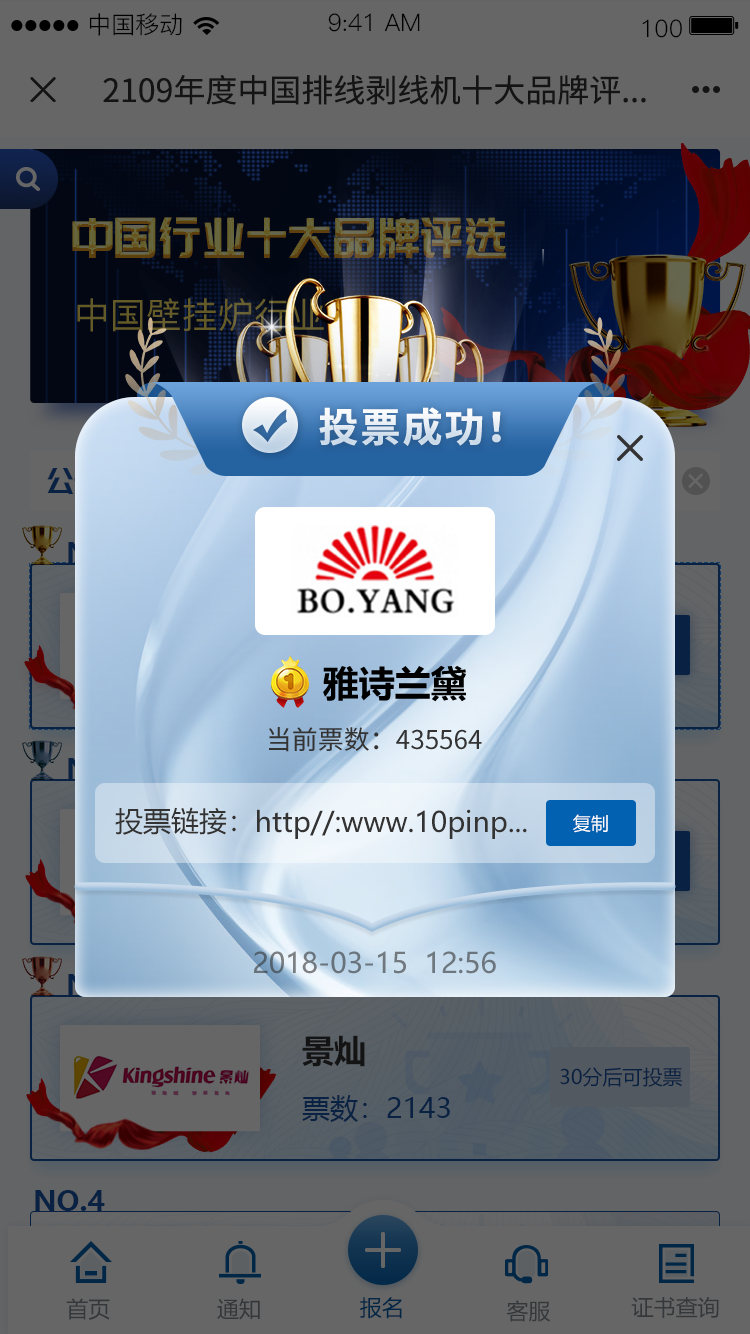 中国移动 9:41 AM 100
2109年度中国排线剥线机十大品牌评...
中国行业十大品牌评选
中国壁挂炉行业
投票成功！
公
BO.YANG
1
雅诗兰黛
当前票数：435564
投票链接：http//:www.10pinp... 复制
2018-03-15 12:56
Kingshine 景灿
景灿
票数：2143
30分后可投票
NO.4
首页 通知 报名 客服 证书查询